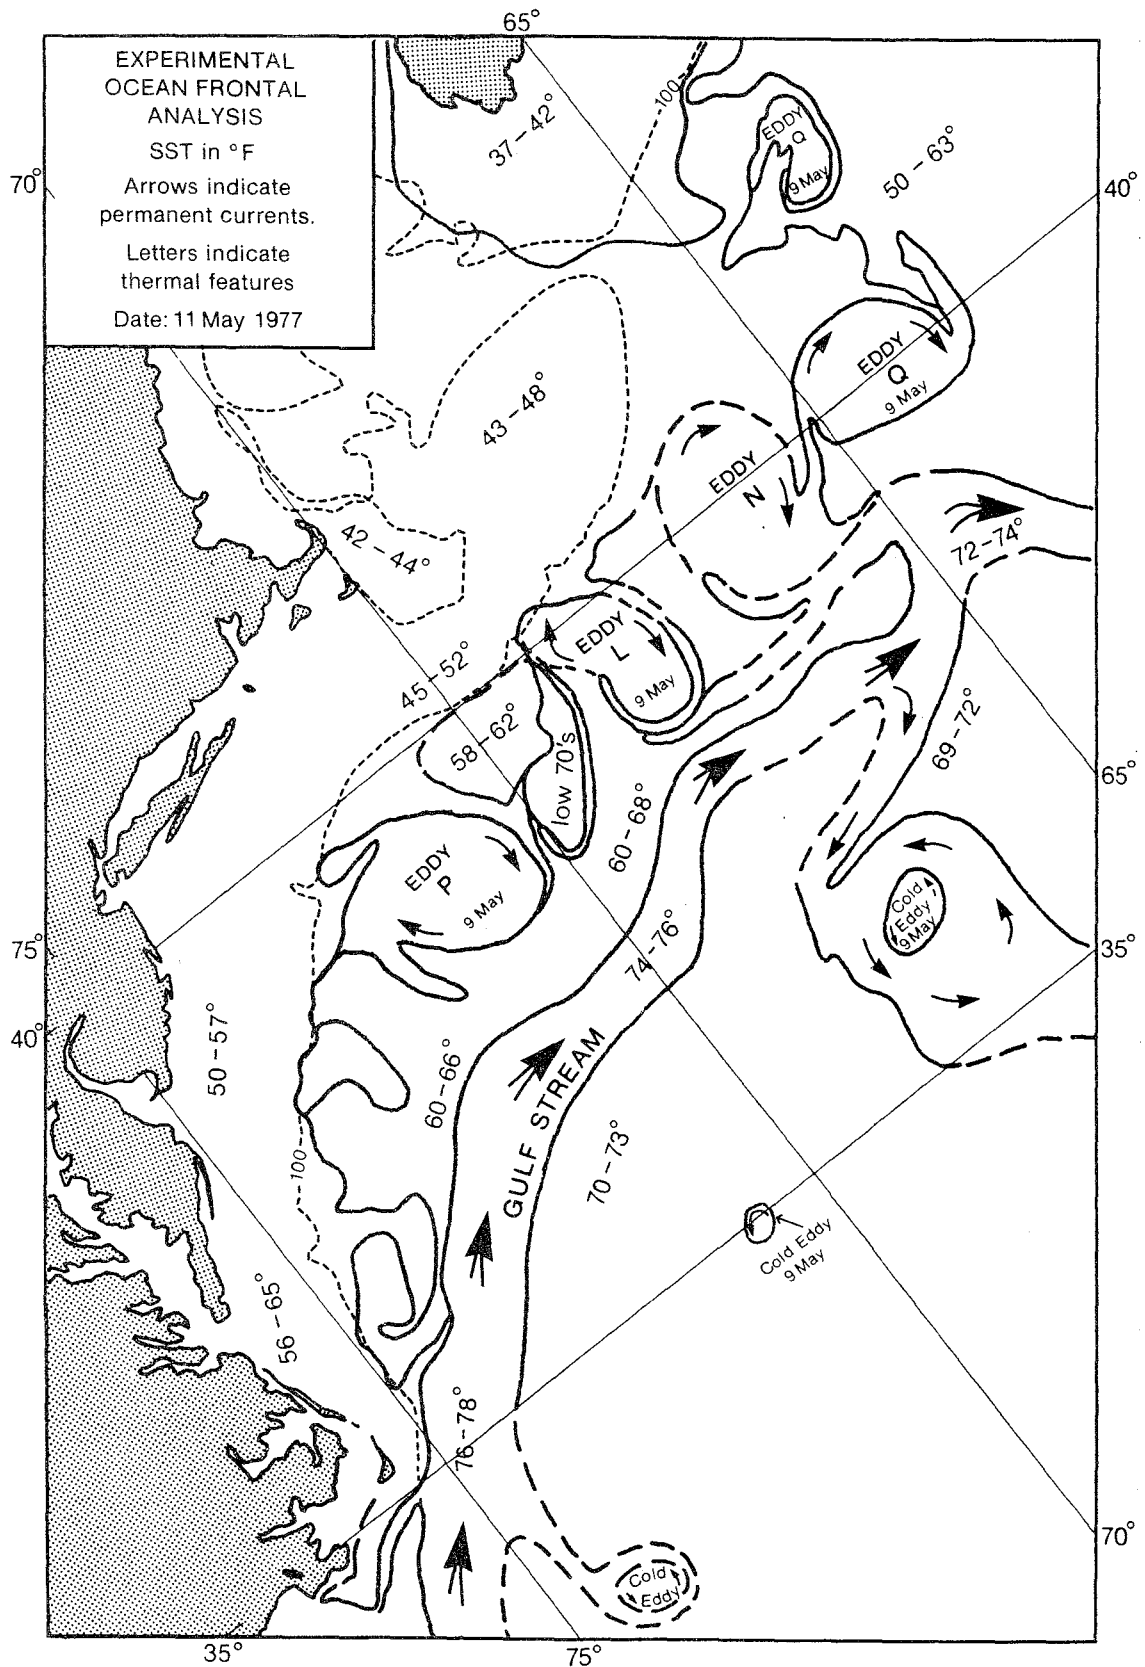 65°
EXPERIMENTAL
OCEAN FRONTAL
ANALYSIS
SST in °F
Arrows indicate
permanent currents.
Letters indicate
thermal features
Date: 11 May 1977
70°
37-42°
100
EDDY
Q
9 May
50-63°
40°
EDDY
Q
9 May
43-48°
EDDY
N
42-44°
72-74°
EDDY
L
9 May
45-52°
58-62°
low 70's
69-72°
65°
60-68°
EDDY
P
9 May
Cold
Eddy
9 May
74-76°
75°
35°
40°
50-57°
60-66°
GULF STREAM
70-73°
100
Cold Eddy
9 May
56-65°
76-78°
70°
Cold
Eddy
35°
75°